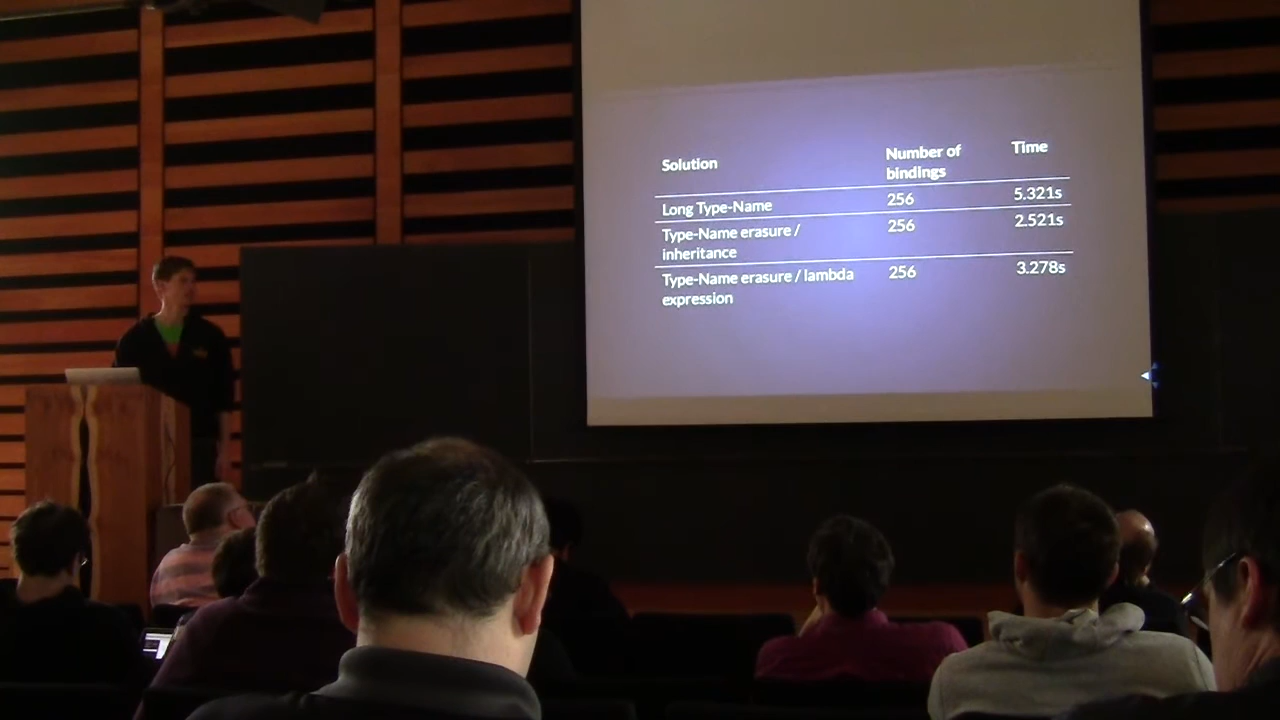 Solution Number of bindings Time
Long Type-Name 256 5.321s
Type-Name erasure / inheritance 256 2.521s
Type-Name erasure / lambda expression 256 3.278s